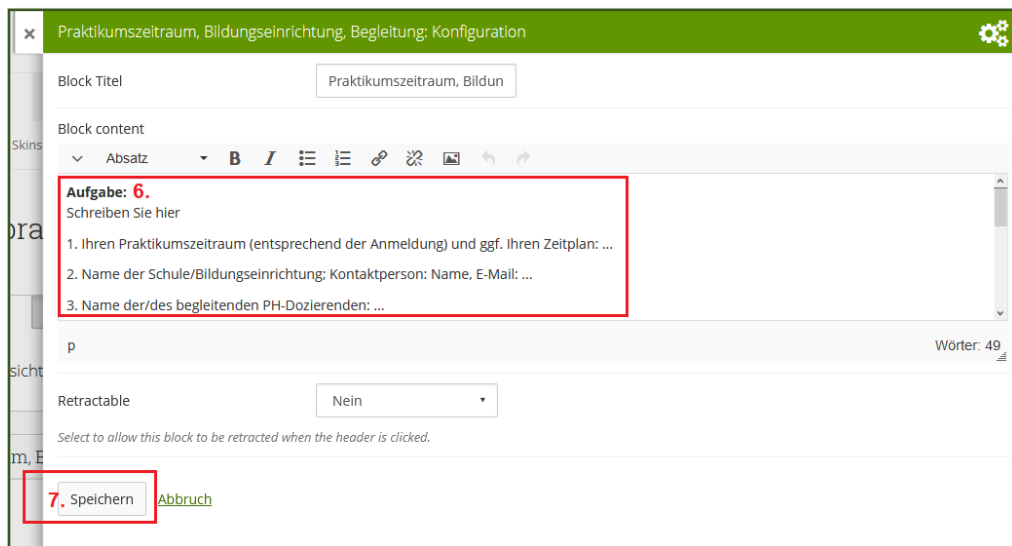 × Praktikumszeitraum, Bildungseinrichtung, Begleitung: Konfiguration
Block Titel
Praktikumszeitraum, Bildun
Skins
Block content
Absatz B I
Aufgabe: 6.
Schreiben Sie hier
ora
1. Ihren Praktikumszeitraum (entsprechend der Anmeldung) und ggf. Ihren Zeitplan: ...
2. Name der Schule/Bildungseinrichtung; Kontaktperson: Name, E-Mail: ...
3. Name der/des begleitenden PH-Dozierenden: ...
p
Wörter: 49
sicht
Retractable
Nein
Select to allow this block to be retracted when the header is clicked.
m, E
7. Speichern Abbruch